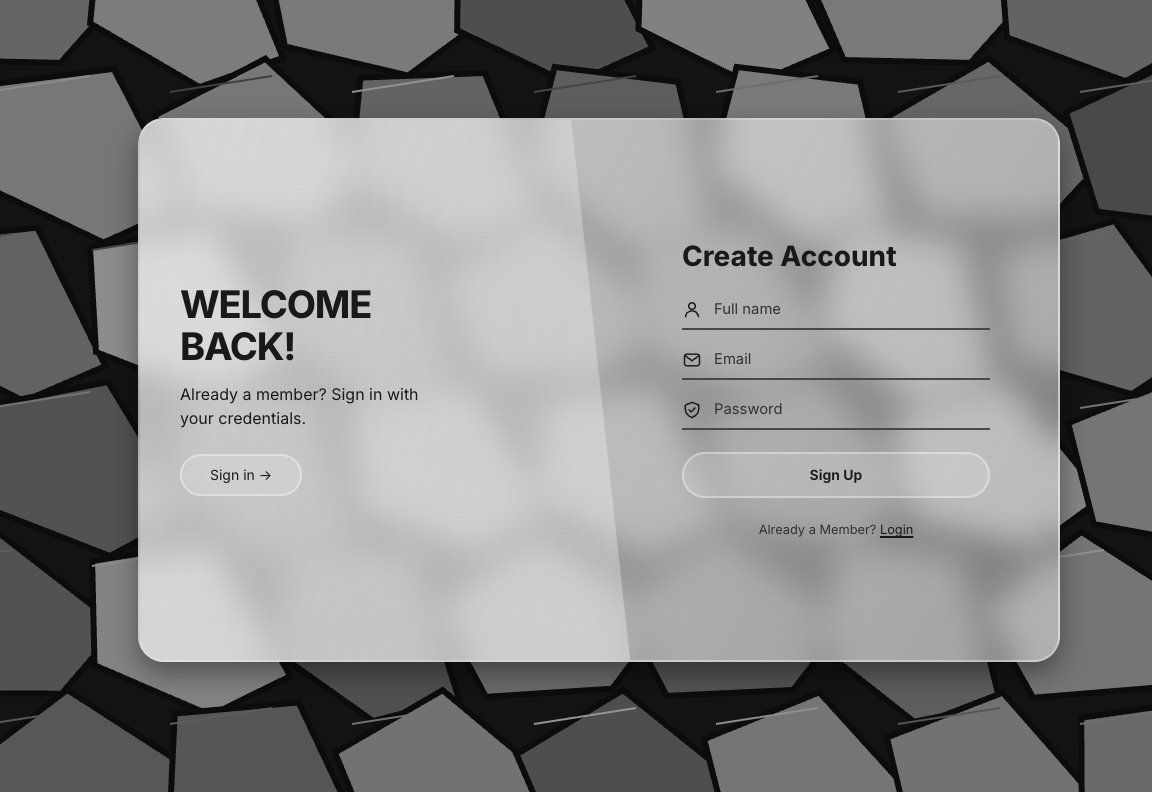 WELCOME
BACK!
Already a member? Sign in with
your credentials.
Sign in →
Create Account
Full name
Email
Password
Sign Up
Already a Member? Login